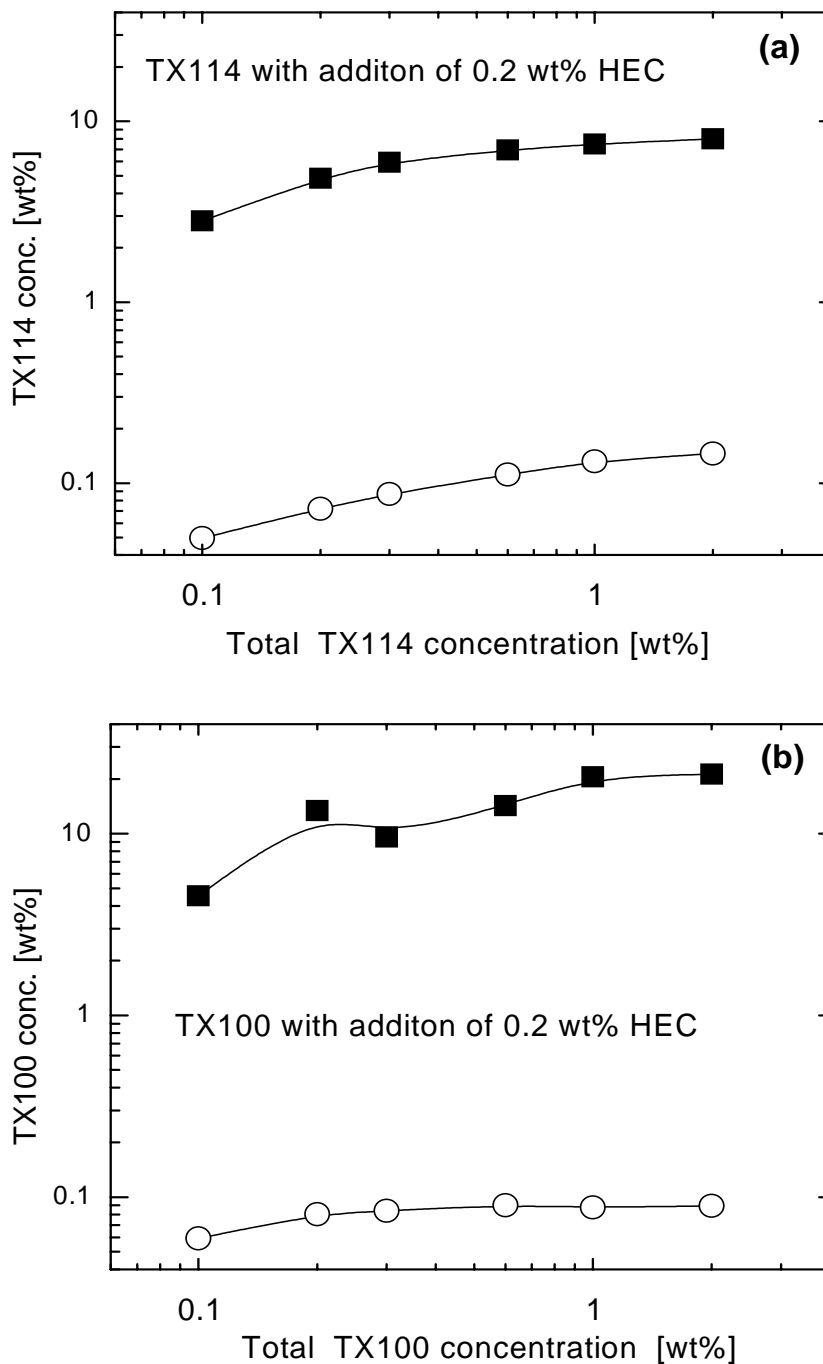 (a)
TX114 with additon of 0.2 wt% HEC
10
1
0.1
TX114 conc. [wt%]
0.1 1
Total TX114 concentration [wt%]
(b)
10
1
TX100 with additon of 0.2 wt% HEC
0.1
TX100 conc. [wt%]
0.1 1
Total TX100 concentration [wt%]